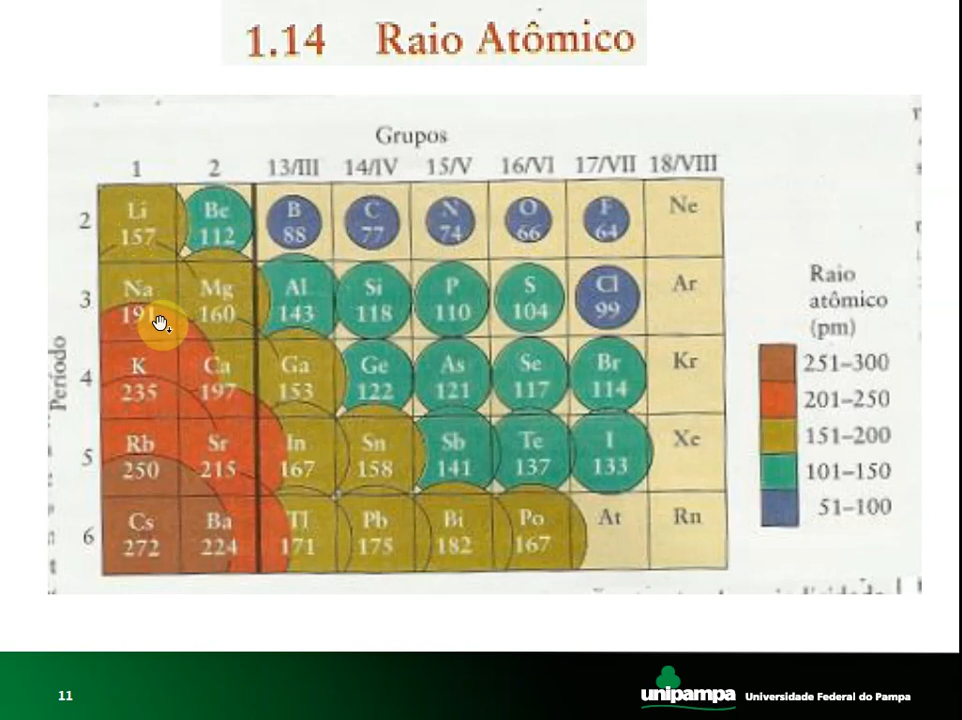 1.14 Raio Atômico
Grupos
1 2 13/III 14/IV 15/V 16/VI 17/VII 18/VIII
Período
2
Li Be B C N O F Ne
157 112 88 77 74 66 64
3
Na Mg Al Si P S Cl Ar
191 160 143 118 110 104 99
4
K Ca Ga Ge As Se Br Kr
235 197 153 122 121 117 114
5
Rb Sr In Sn Sb Te I Xe
250 215 167 158 141 137 133
6
Cs Ba Tl Pb Bi Po At Rn
272 224 171 175 182 167
Raio
atômico
(pm)
251–300
201–250
151–200
101–150
51–100
11
unipampa
Universidade Federal do Pampa